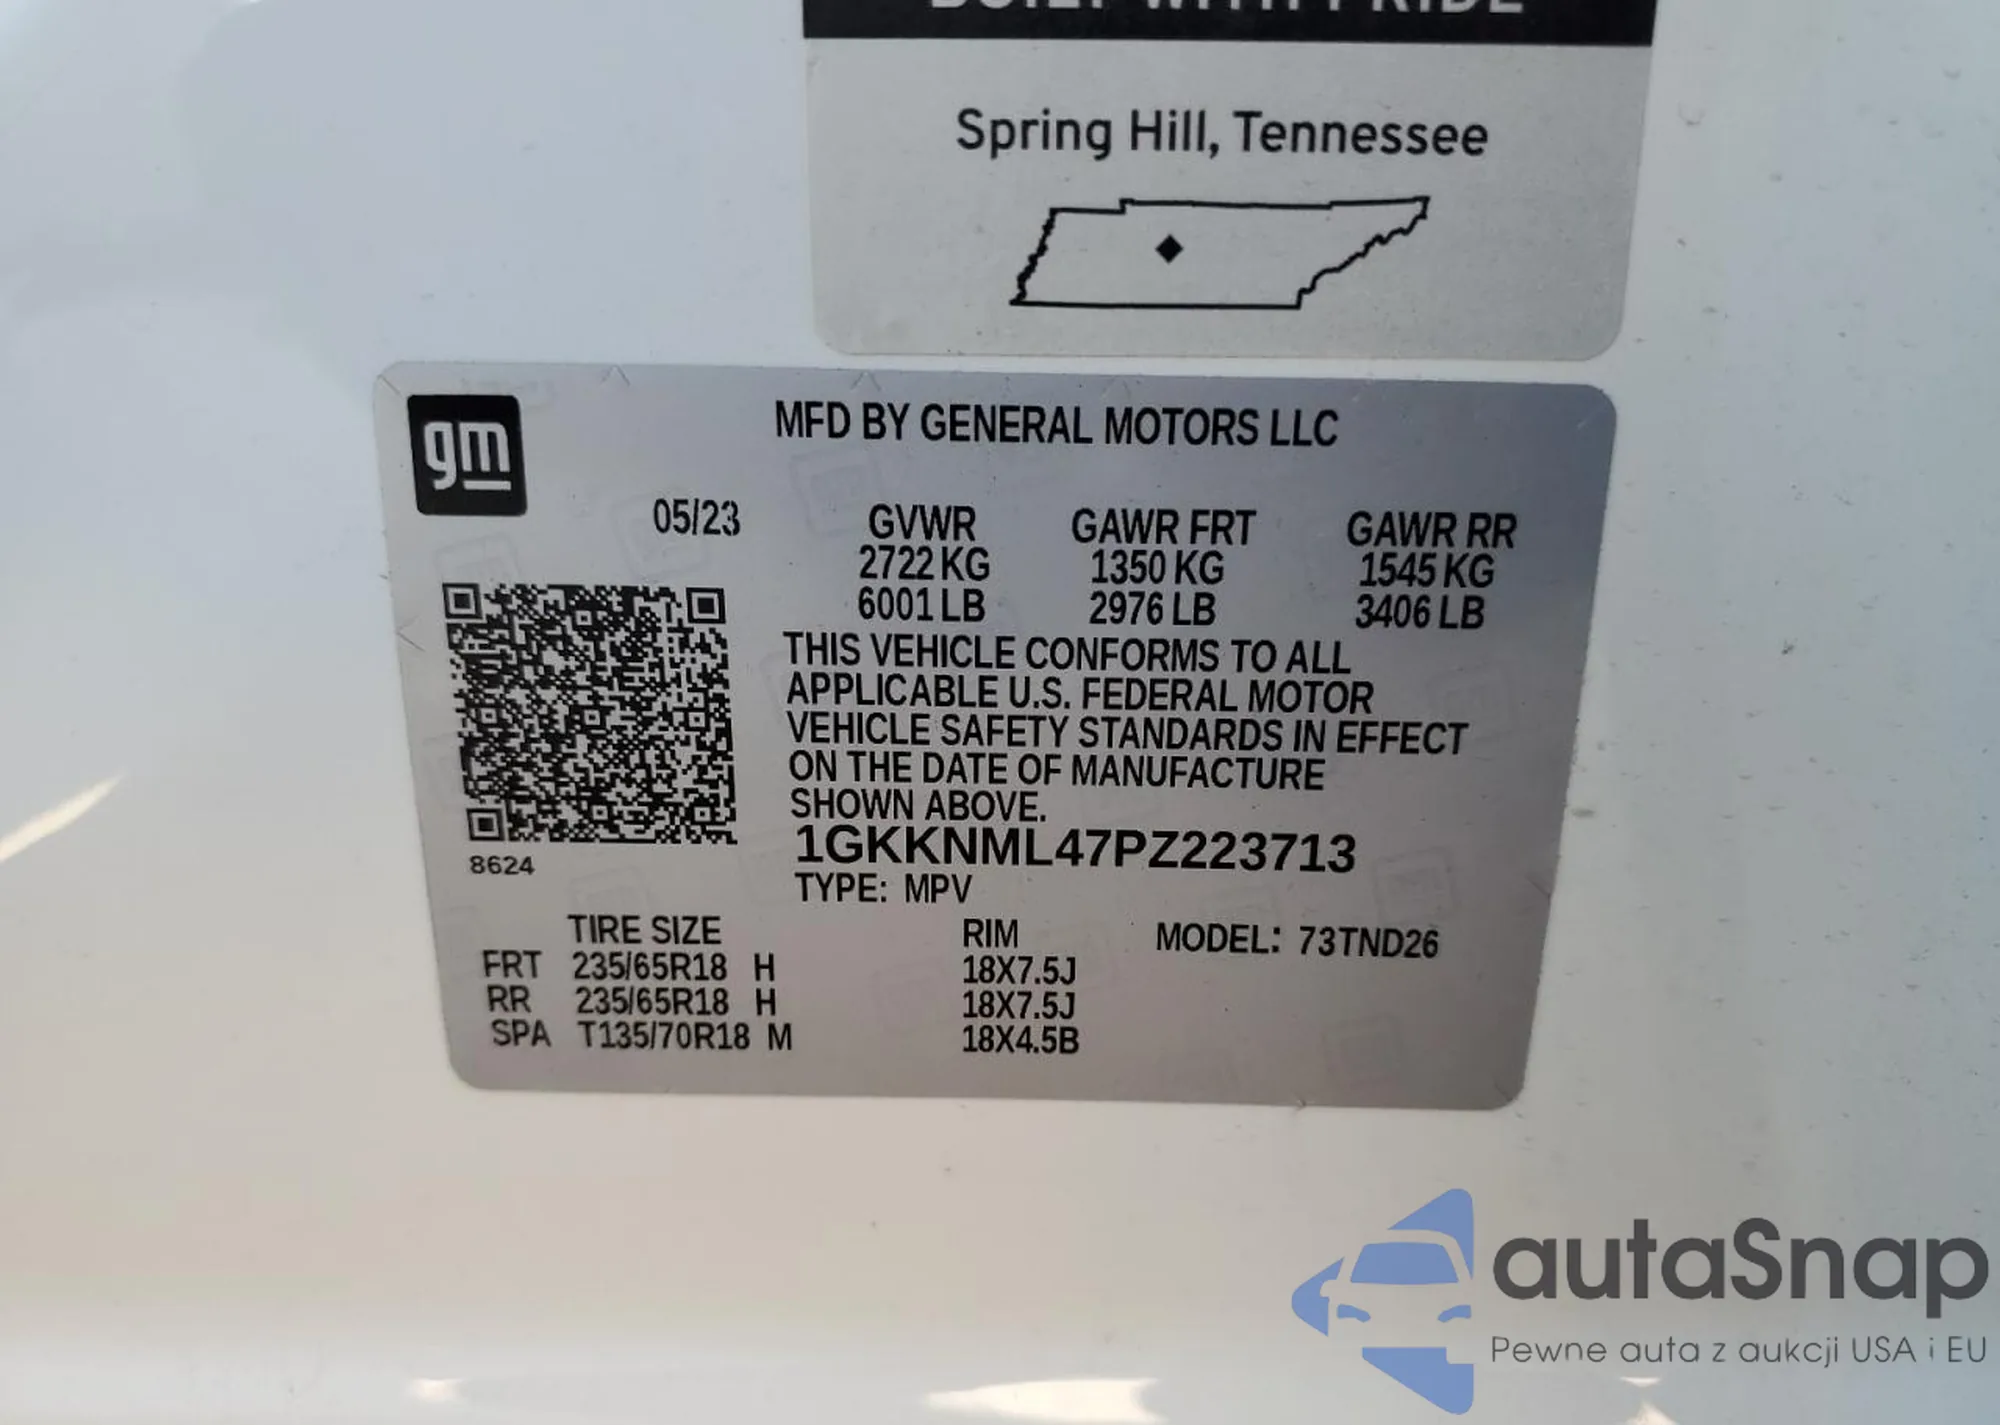 BUILT WITH PRIDE
Spring Hill, Tennessee
gm
MFD BY GENERAL MOTORS LLC
05/23
GVWR GAWR FRT GAWR RR
2722 KG 1350 KG 1545 KG
6001 LB 2976 LB 3406 LB
THIS VEHICLE CONFORMS TO ALL
APPLICABLE U.S. FEDERAL MOTOR
VEHICLE SAFETY STANDARDS IN EFFECT
ON THE DATE OF MANUFACTURE
SHOWN ABOVE.
1GKKNML47PZ223713
8624
TYPE: MPV
TIRE SIZE RIM MODEL: 73TND26
FRT 235/65R18 H 18X7.5J
RR 235/65R18 H 18X7.5J
SPA T135/70R18 M 18X4.5B
autaSnap
Pewne auta z aukcji USA i EU